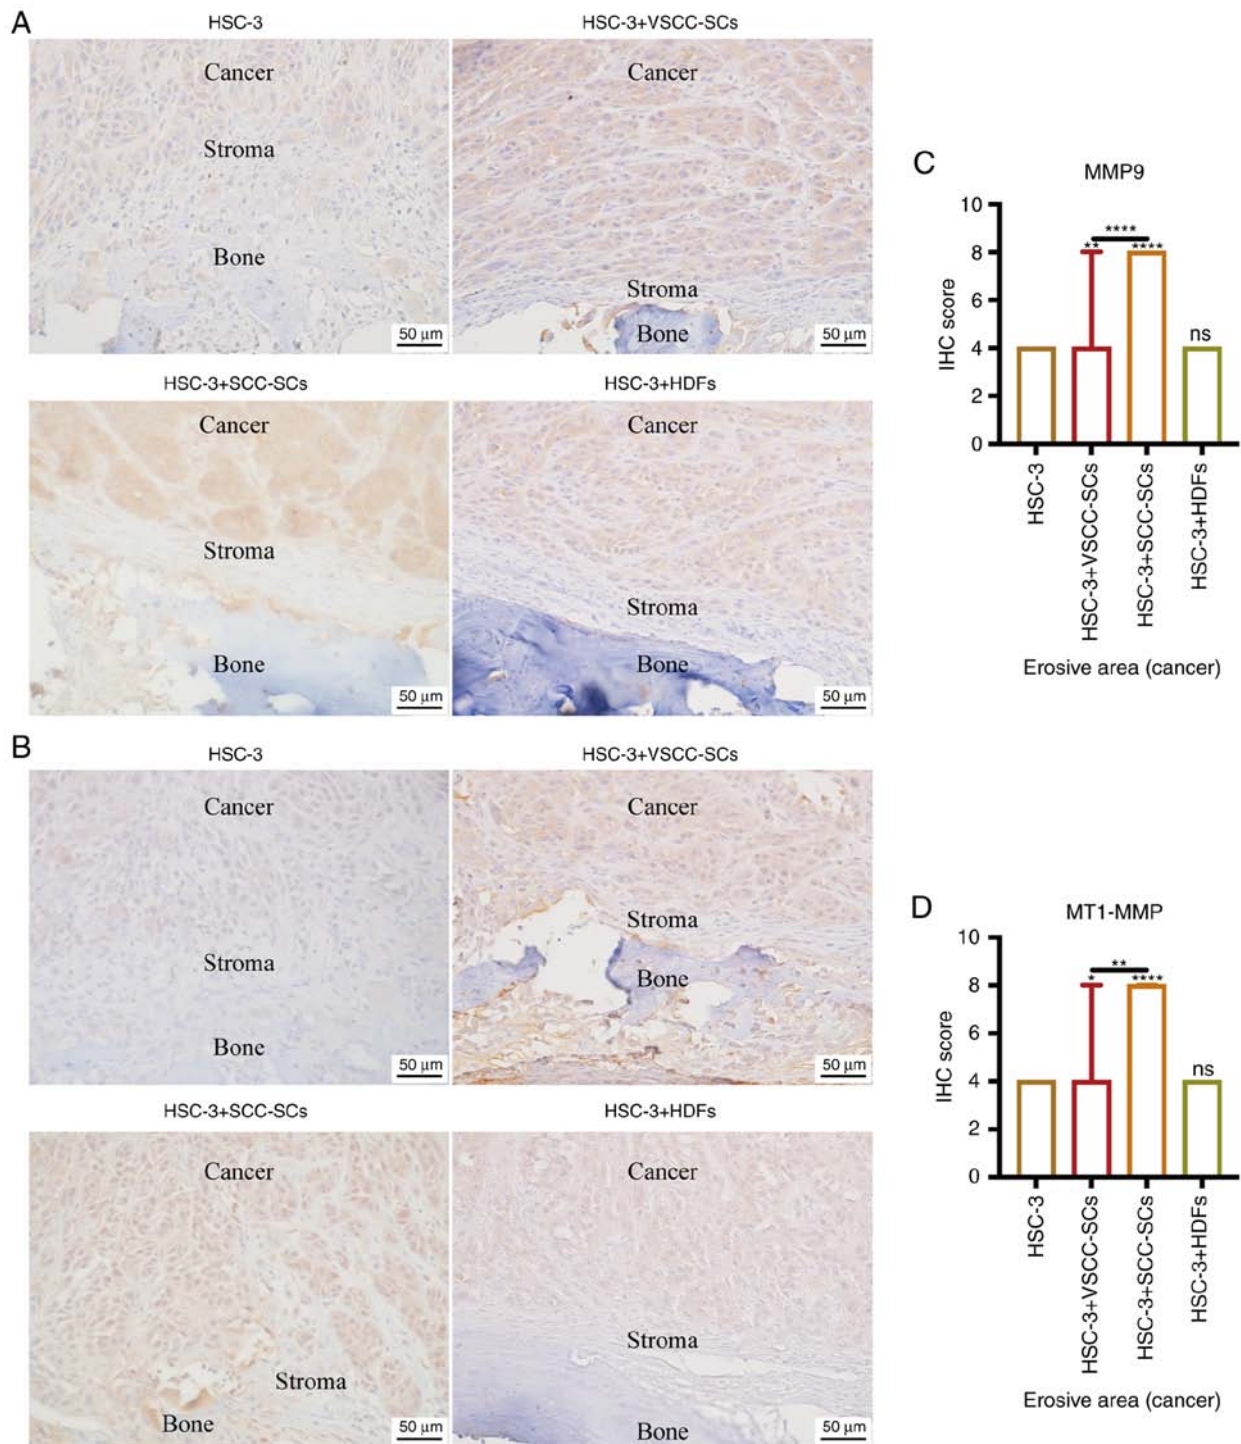 A
HSC-3
HSC-3+VSCC-SCs
Cancer
Stroma
Bone
50 μm
Cancer
Stroma
Bone
50 μm
HSC-3+SCC-SCs
HSC-3+HDFs
Cancer
Stroma
Bone
50 μm
Cancer
Stroma
Bone
50 μm
B
HSC-3
HSC-3+VSCC-SCs
Cancer
Stroma
Bone
50 μm
Cancer
Stroma
Bone
50 μm
HSC-3+SCC-SCs
HSC-3+HDFs
Cancer
Stroma
Bone
50 μm
Cancer
Stroma
Bone
50 μm
C
MMP9
IHC score
10
8
6
4
2
0
****
**
****
ns
HSC-3
HSC-3+VSCC-SCs
HSC-3+SCC-SCs
HSC-3+HDFs
Erosive area (cancer)
D
MT1-MMP
IHC score
10
8
6
4
2
0
**
*
****
ns
HSC-3
HSC-3+VSCC-SCs
HSC-3+SCC-SCs
HSC-3+HDFs
Erosive area (cancer)